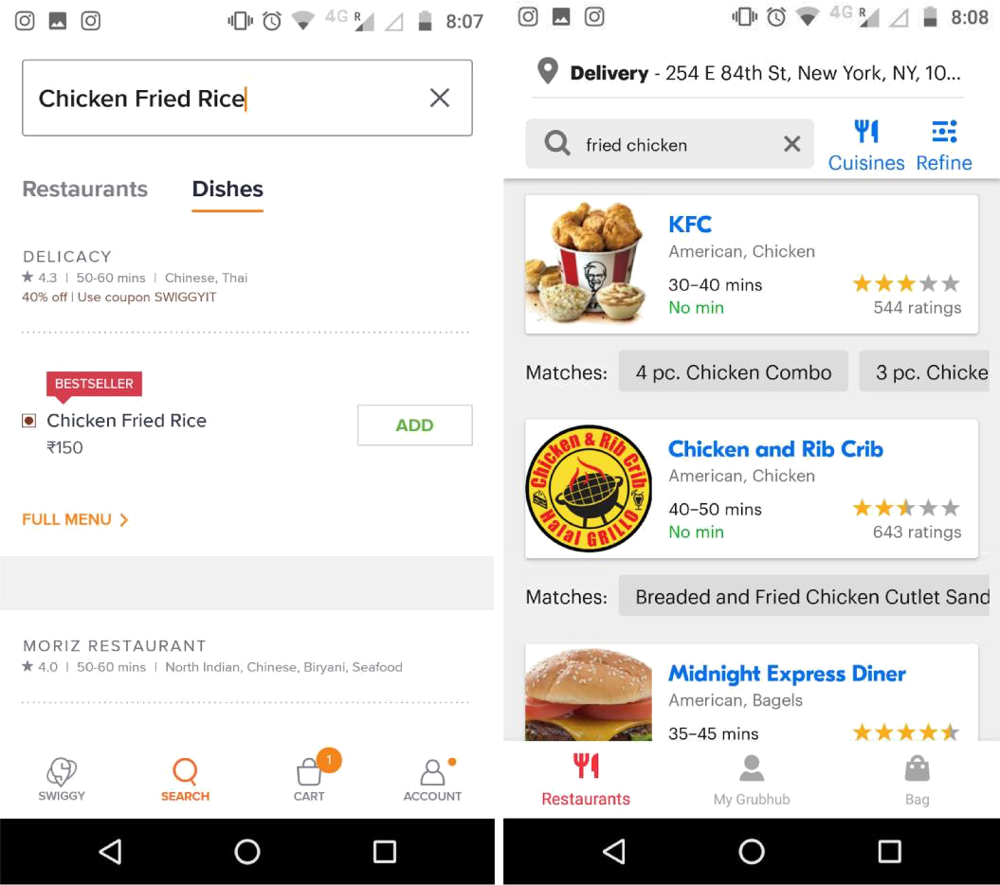 4G R 8:07
Chicken Fried Rice
Restaurants Dishes
DELICACY
★ 4.3 | 50-60 mins | Chinese, Thai
40% off | Use coupon SWIGGYIT
BESTSELLER
Chicken Fried Rice
₹150
ADD
FULL MENU
MORIZ RESTAURANT
★ 4.0 | 50-60 mins | North Indian, Chinese, Biryani, Seafood
1
SWIGGY SEARCH CART ACCOUNT
4G R 8:08
Delivery - 254 E 84th St, New York, NY, 10...
fried chicken
Cuisines Refine
KFC
American, Chicken
30–40 mins
No min
544 ratings
KFC
Matches: 4 pc. Chicken Combo 3 pc. Chicke
Chicken & Rib Crib
Halal GRILL
Chicken and Rib Crib
American, Chicken
40–50 mins
No min
643 ratings
Matches: Breaded and Fried Chicken Cutlet Sand
Midnight Express Diner
American, Bagels
35–45 mins
Restaurants My Grubhub Bag